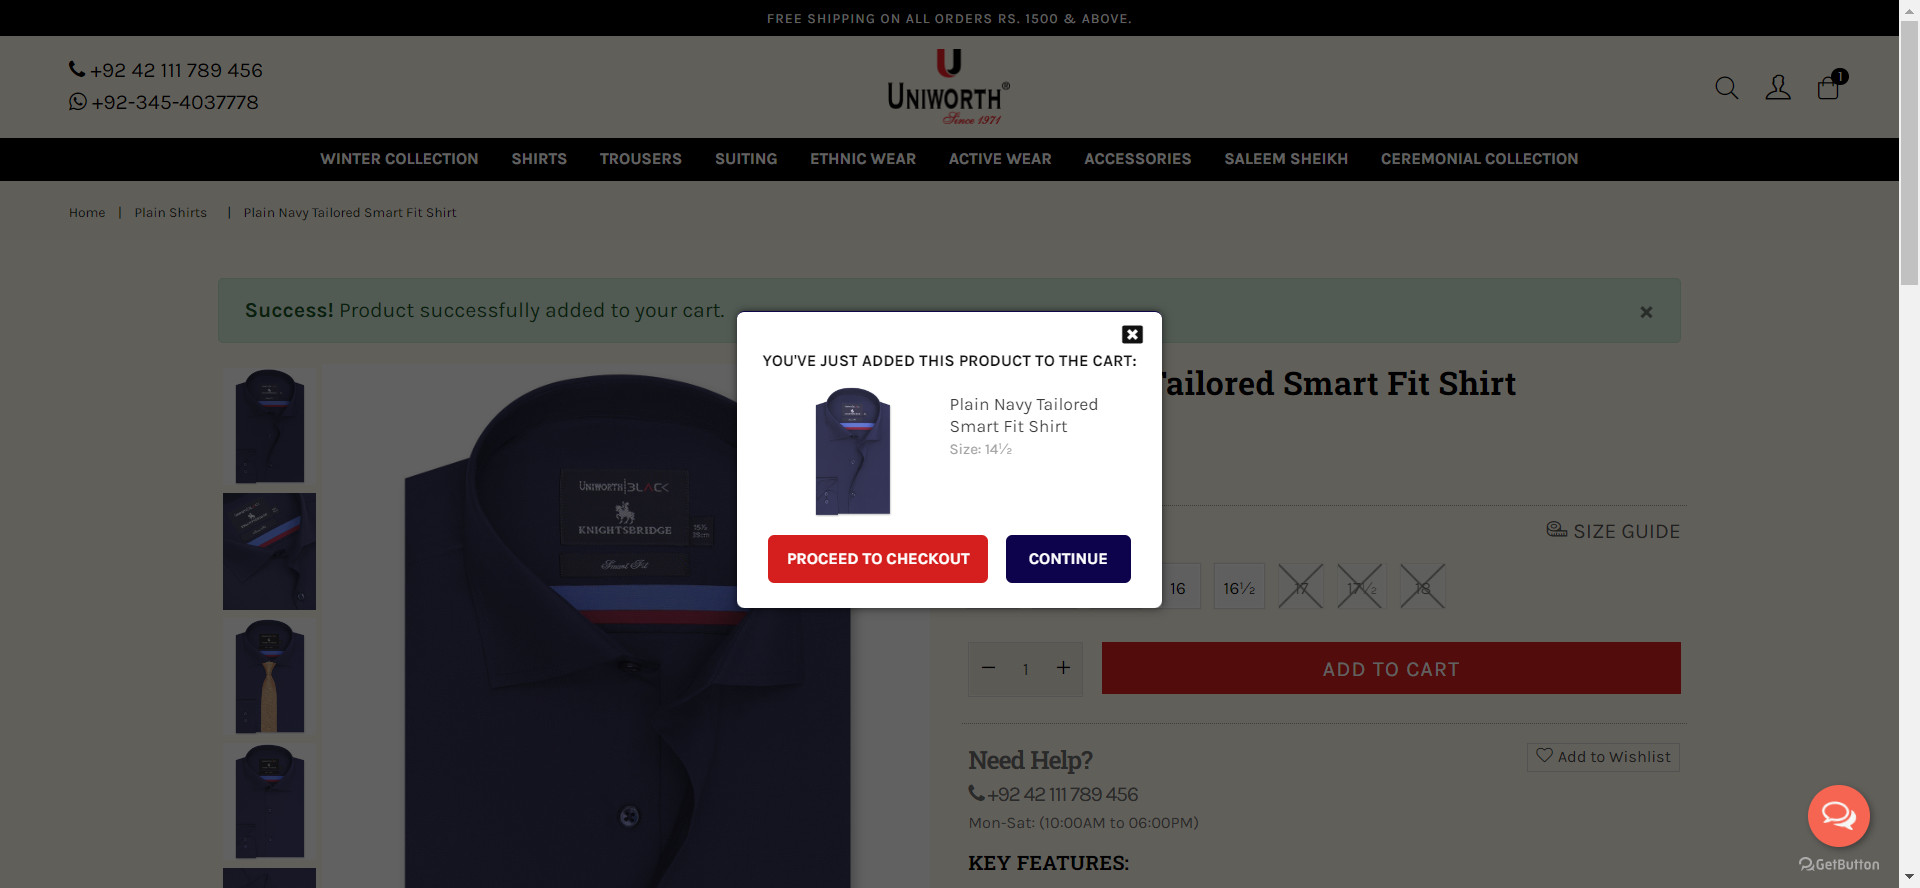 FREE SHIPPING ON ALL ORDERS RS. 1500 & ABOVE.
+92 42 111 789 456
+92-345-4037778
UNIWORTH®
Since 1971
1
WINTER COLLECTION SHIRTS TROUSERS SUITING ETHNIC WEAR ACTIVE WEAR ACCESSORIES SALEEM SHEIKH CEREMONIAL COLLECTION
Home | Plain Shirts | Plain Navy Tailored Smart Fit Shirt
Success! Product successfully added to your cart. ×
YOU'VE JUST ADDED THIS PRODUCT TO THE CART:
Plain Navy Tailored
Smart Fit Shirt
Size: 14½
PROCEED TO CHECKOUT CONTINUE
Tailored Smart Fit Shirt
UNIWORTH|BLACK
KNIGHTSBRIDGE
Smart Fit
15½
39cm
SIZE GUIDE
16 16½ 17 17½ 18
− 1 +
ADD TO CART
Need Help?
Add to Wishlist
+92 42 111 789 456
Mon-Sat: (10:00AM to 06:00PM)
KEY FEATURES:
GetButton